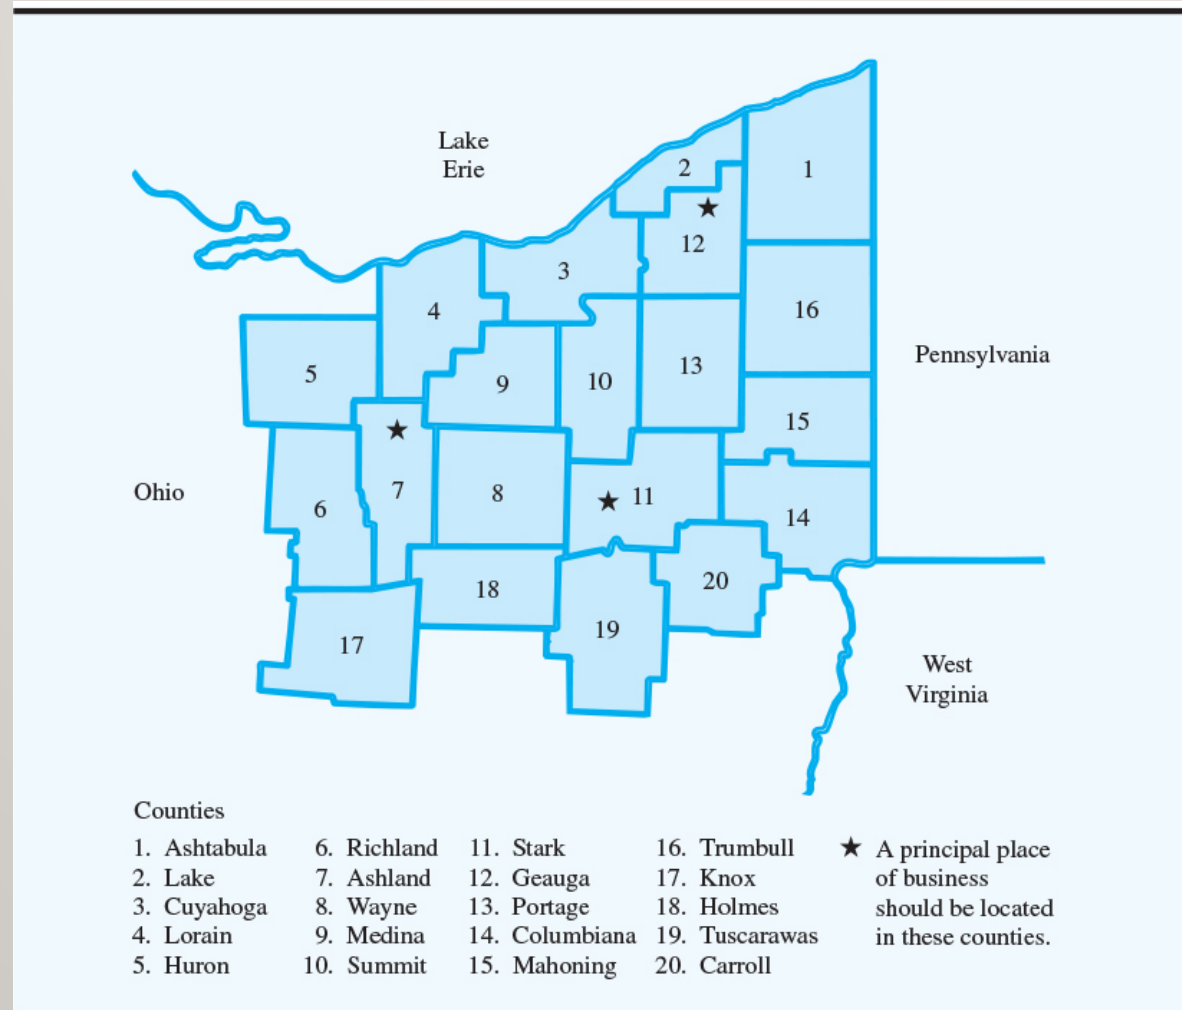 Lake
Erie
2
1
12
3
4
16
Pennsylvania
5
9
10
13
15
Ohio
6
7
8
11
14
18
20
17
19
West
Virginia
Counties
1. Ashtabula
2. Lake
3. Cuyahoga
4. Lorain
5. Huron
6. Richland
7. Ashland
8. Wayne
9. Medina
10. Summit
11. Stark
12. Geauga
13. Portage
14. Columbiana
15. Mahoning
16. Trumbull
17. Knox
18. Holmes
19. Tuscarawas
20. Carroll
★ A principal place
of business
should be located
in these counties.